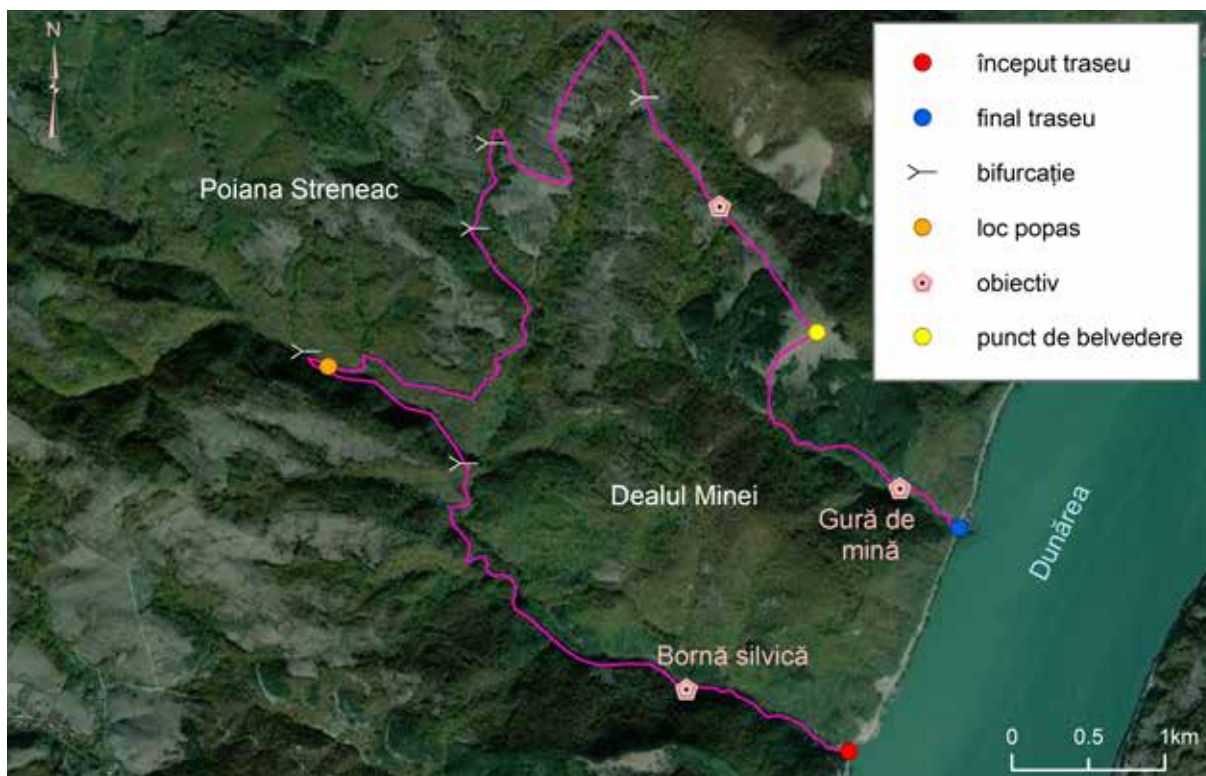 N
început traseu
final traseu
bifurcație
loc popas
obiectiv
punct de belvedere
Poiana Streneac
Dealul Minei
Gură de
mină
Dunărea
Bornă silvică
0 0.5 1km